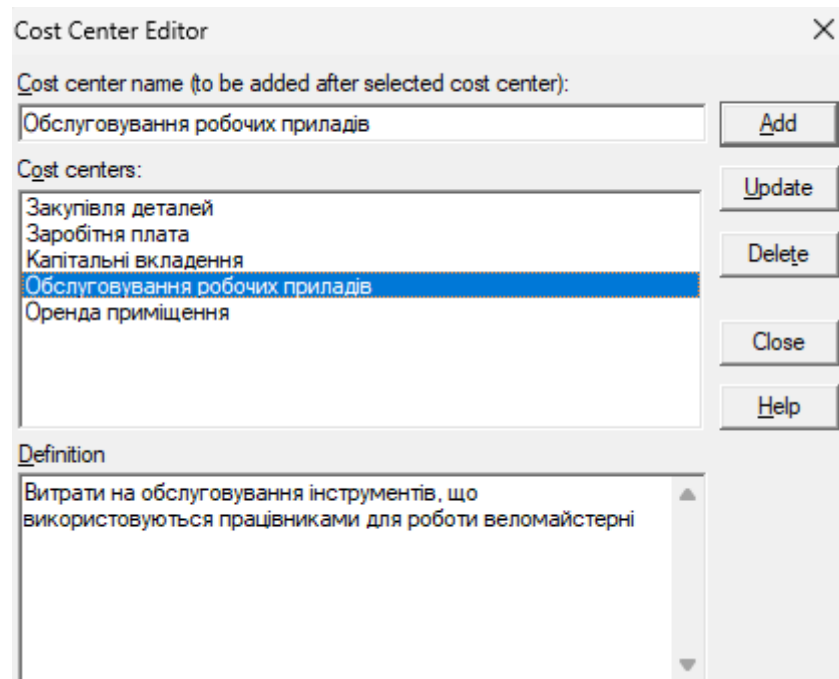 Cost Center Editor
Cost center name (to be added after selected cost center):
Обслуговування робочих приладів
Add
Cost centers:
Update
Закупівля деталей
Заробітня плата
Капітальні вкладення
Delete
Обслуговування робочих приладів
Оренда приміщення
Close
Help
Definition
Витрати на обслуговування інструментів, що
використовуються працівниками для роботи веломайстерні